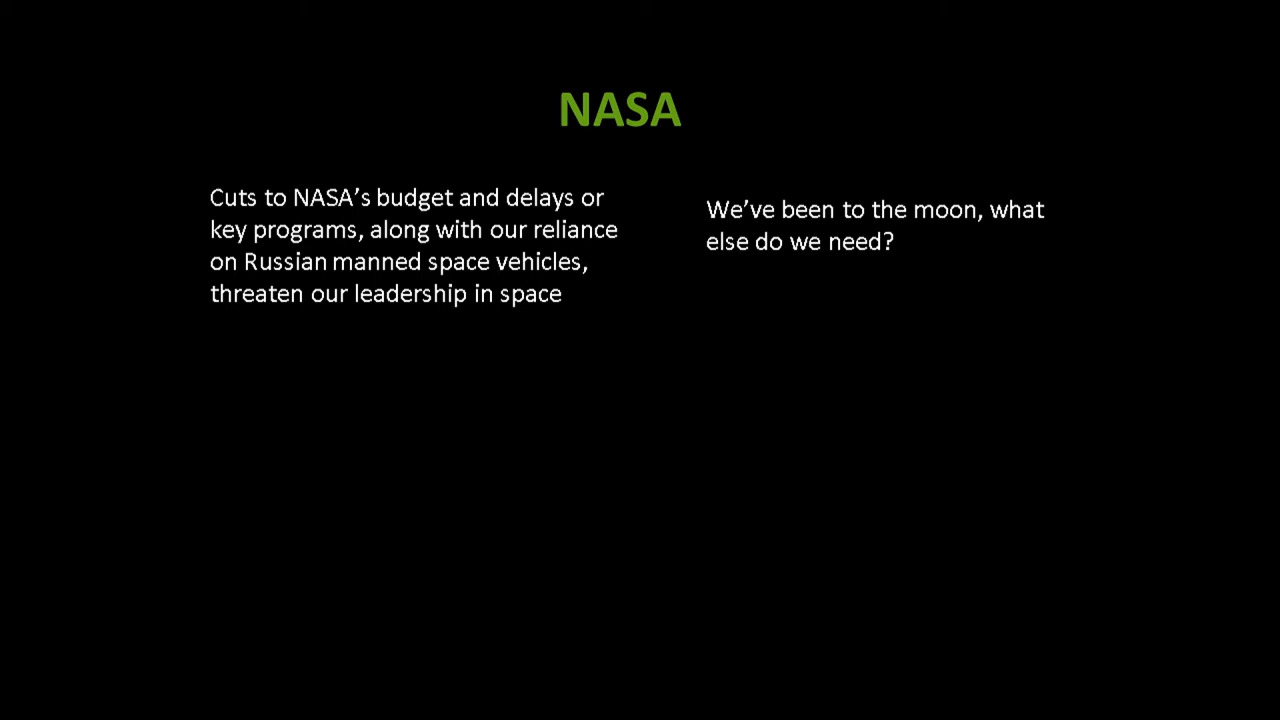 NASA
Cuts to NASA’s budget and delays or
key programs, along with our reliance
on Russian manned space vehicles,
threaten our leadership in space
We’ve been to the moon, what
else do we need?